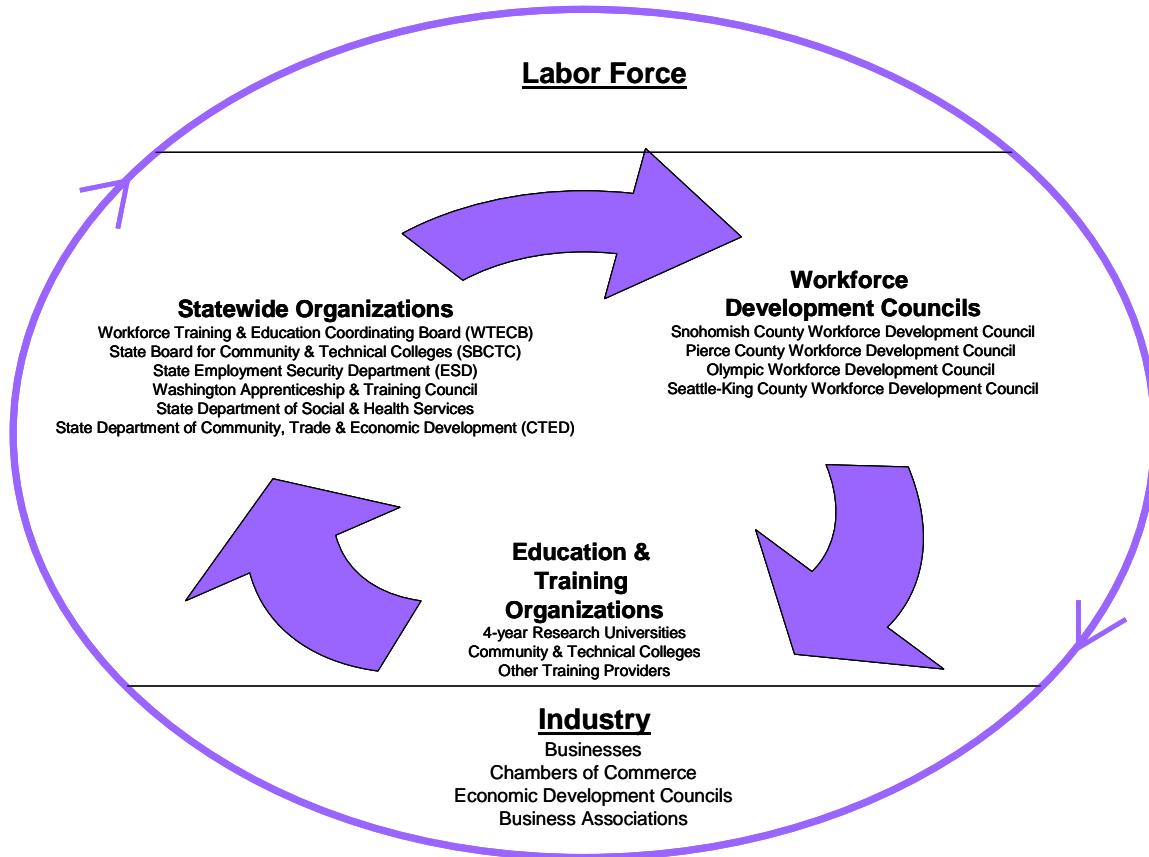 Labor Force
Statewide Organizations
Workforce Training & Education Coordinating Board (WTECB)
State Board for Community & Technical Colleges (SBCTC)
State Employment Security Department (ESD)
Washington Apprenticeship & Training Council
State Department of Social & Health Services
State Department of Community, Trade & Economic Development (CTED)
Workforce
Development Councils
Snohomish County Workforce Development Council
Pierce County Workforce Development Council
Olympic Workforce Development Council
Seattle-King County Workforce Development Council
Education &
Training
Organizations
4-year Research Universities
Community & Technical Colleges
Other Training Providers
Industry
Businesses
Chambers of Commerce
Economic Development Councils
Business Associations